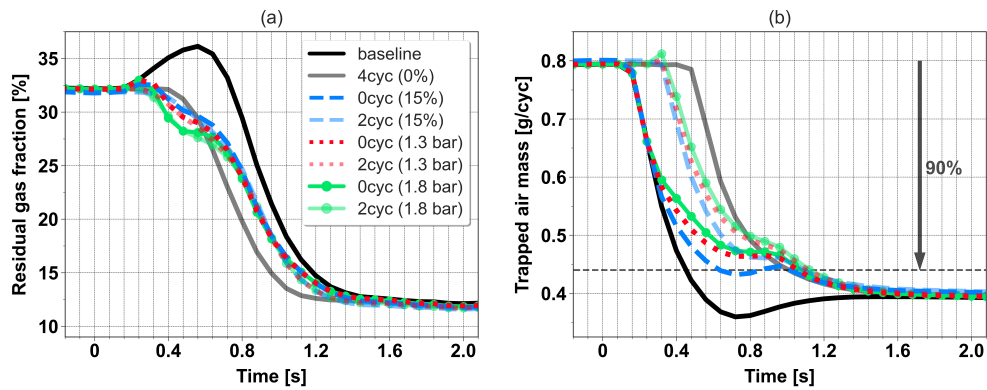 (a)
Residual gas fraction [%]
35
30
25
20
15
10
0
0.4
0.8
1.2
1.6
2.0
Time [s]
baseline
4cyc (0%)
0cyc (15%)
2cyc (15%)
0cyc (1.3 bar)
2cyc (1.3 bar)
0cyc (1.8 bar)
2cyc (1.8 bar)
(b)
Trapped air mass [g/cyc]
0.8
0.7
0.6
0.5
0.4
0
0.4
0.8
1.2
1.6
2.0
Time [s]
90%